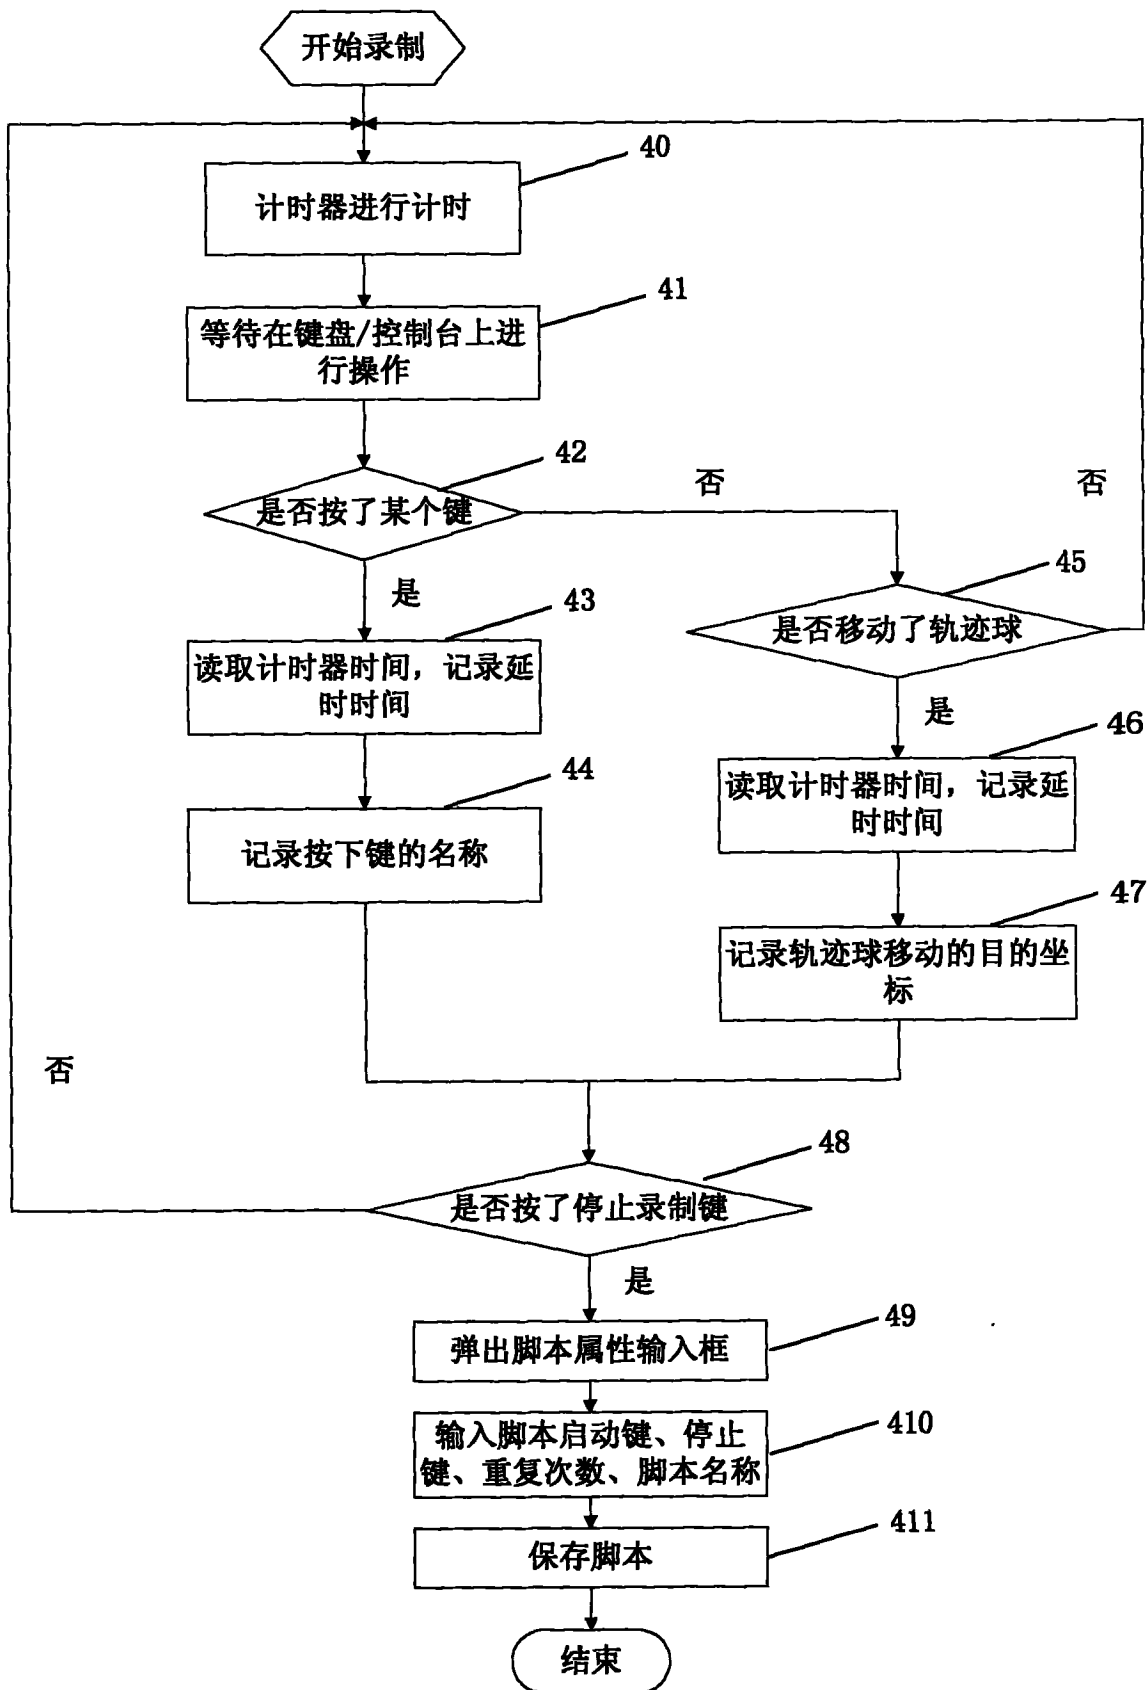 开始录制
40
计时器进行计时
41
等待在键盘/控制台上进
行操作
42
是否按了某个键
否
否
45
是否移动了轨迹球
是
43
读取计时器时间，记录延
时时间
是
46
读取计时器时间，记录延
时时间
44
记录按下键的名称
47
记录轨迹球移动的目的坐
标
否
48
是否按了停止录制键
是
49
弹出脚本属性输入框
410
输入脚本启动键、停止
键、重复次数、脚本名称
411
保存脚本
结束